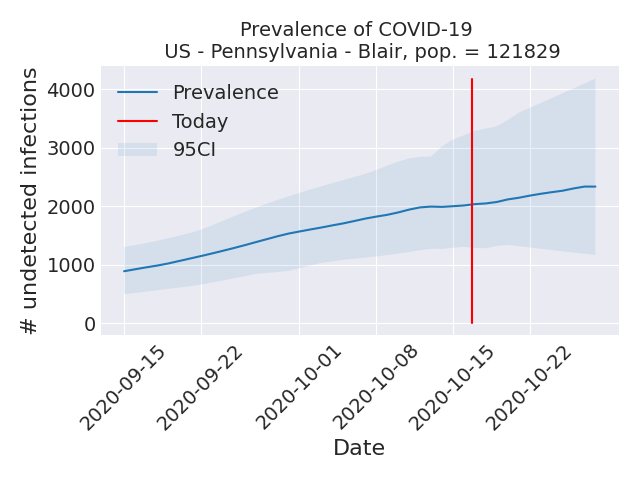 Prevalence of COVID-19
US - Pennsylvania - Blair, pop. = 121829
# undetected infections
4000
3000
2000
1000
0
Prevalence
Today
95CI
2020-09-15
2020-09-22
2020-10-01
2020-10-08
2020-10-15
2020-10-22
Date